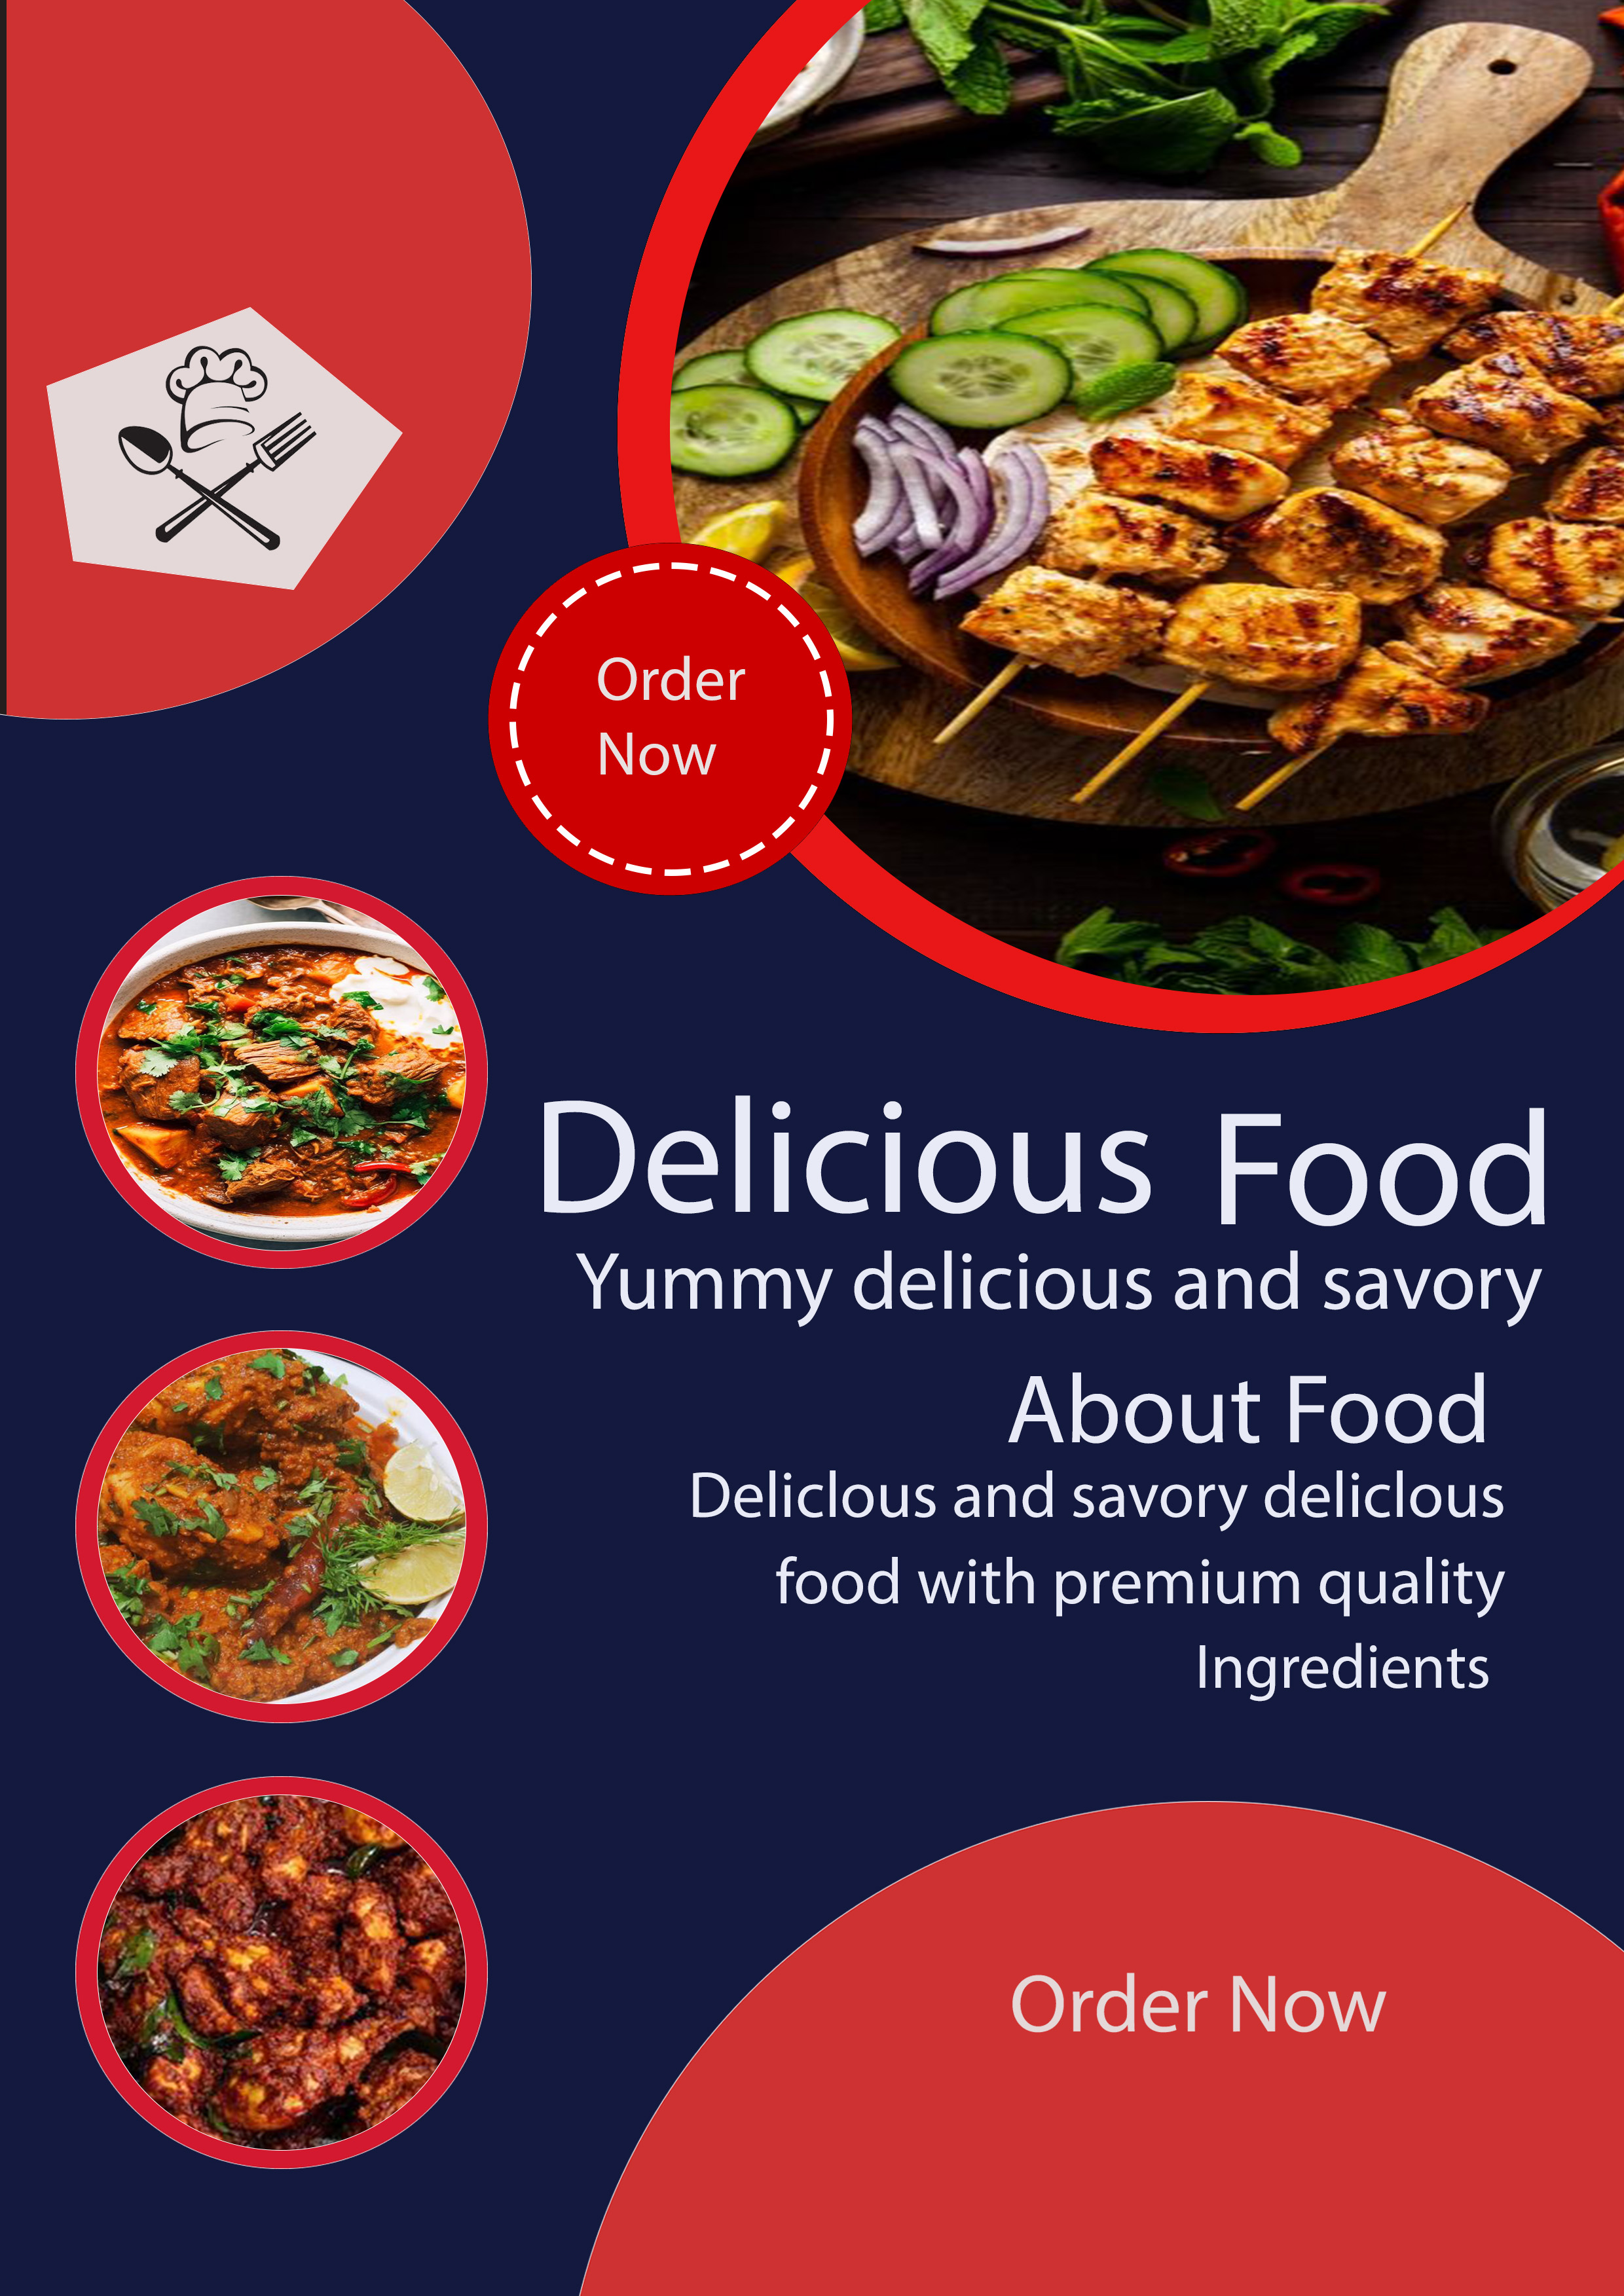 Order
Now
Delicious Food
Yummy delicious and savory
About Food
Deliclous and savory deliclous
food with premium quality
Ingredients
Order Now